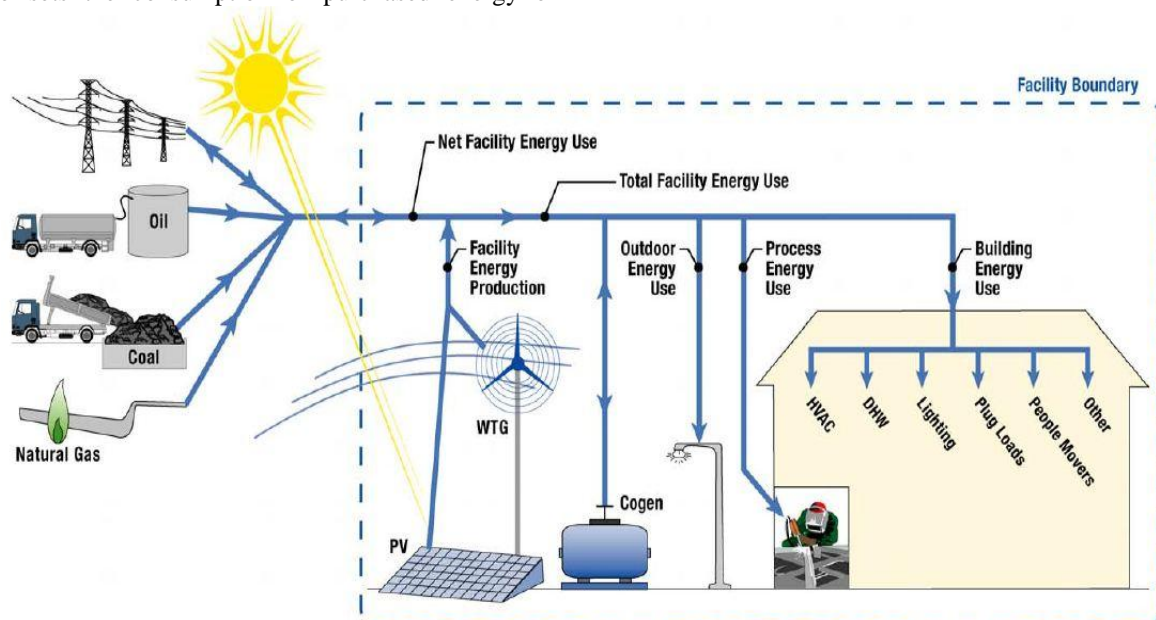 Facility Boundary
Net Facility Energy Use
Total Facility Energy Use
Oil
Facility
Energy
Production
Outdoor
Energy
Use
Process
Energy
Use
Building
Energy
Use
Coal
HVAC
DHW
Lighting
Plug Loads
People Movers
Other
WTG
Natural Gas
Cogen
PV